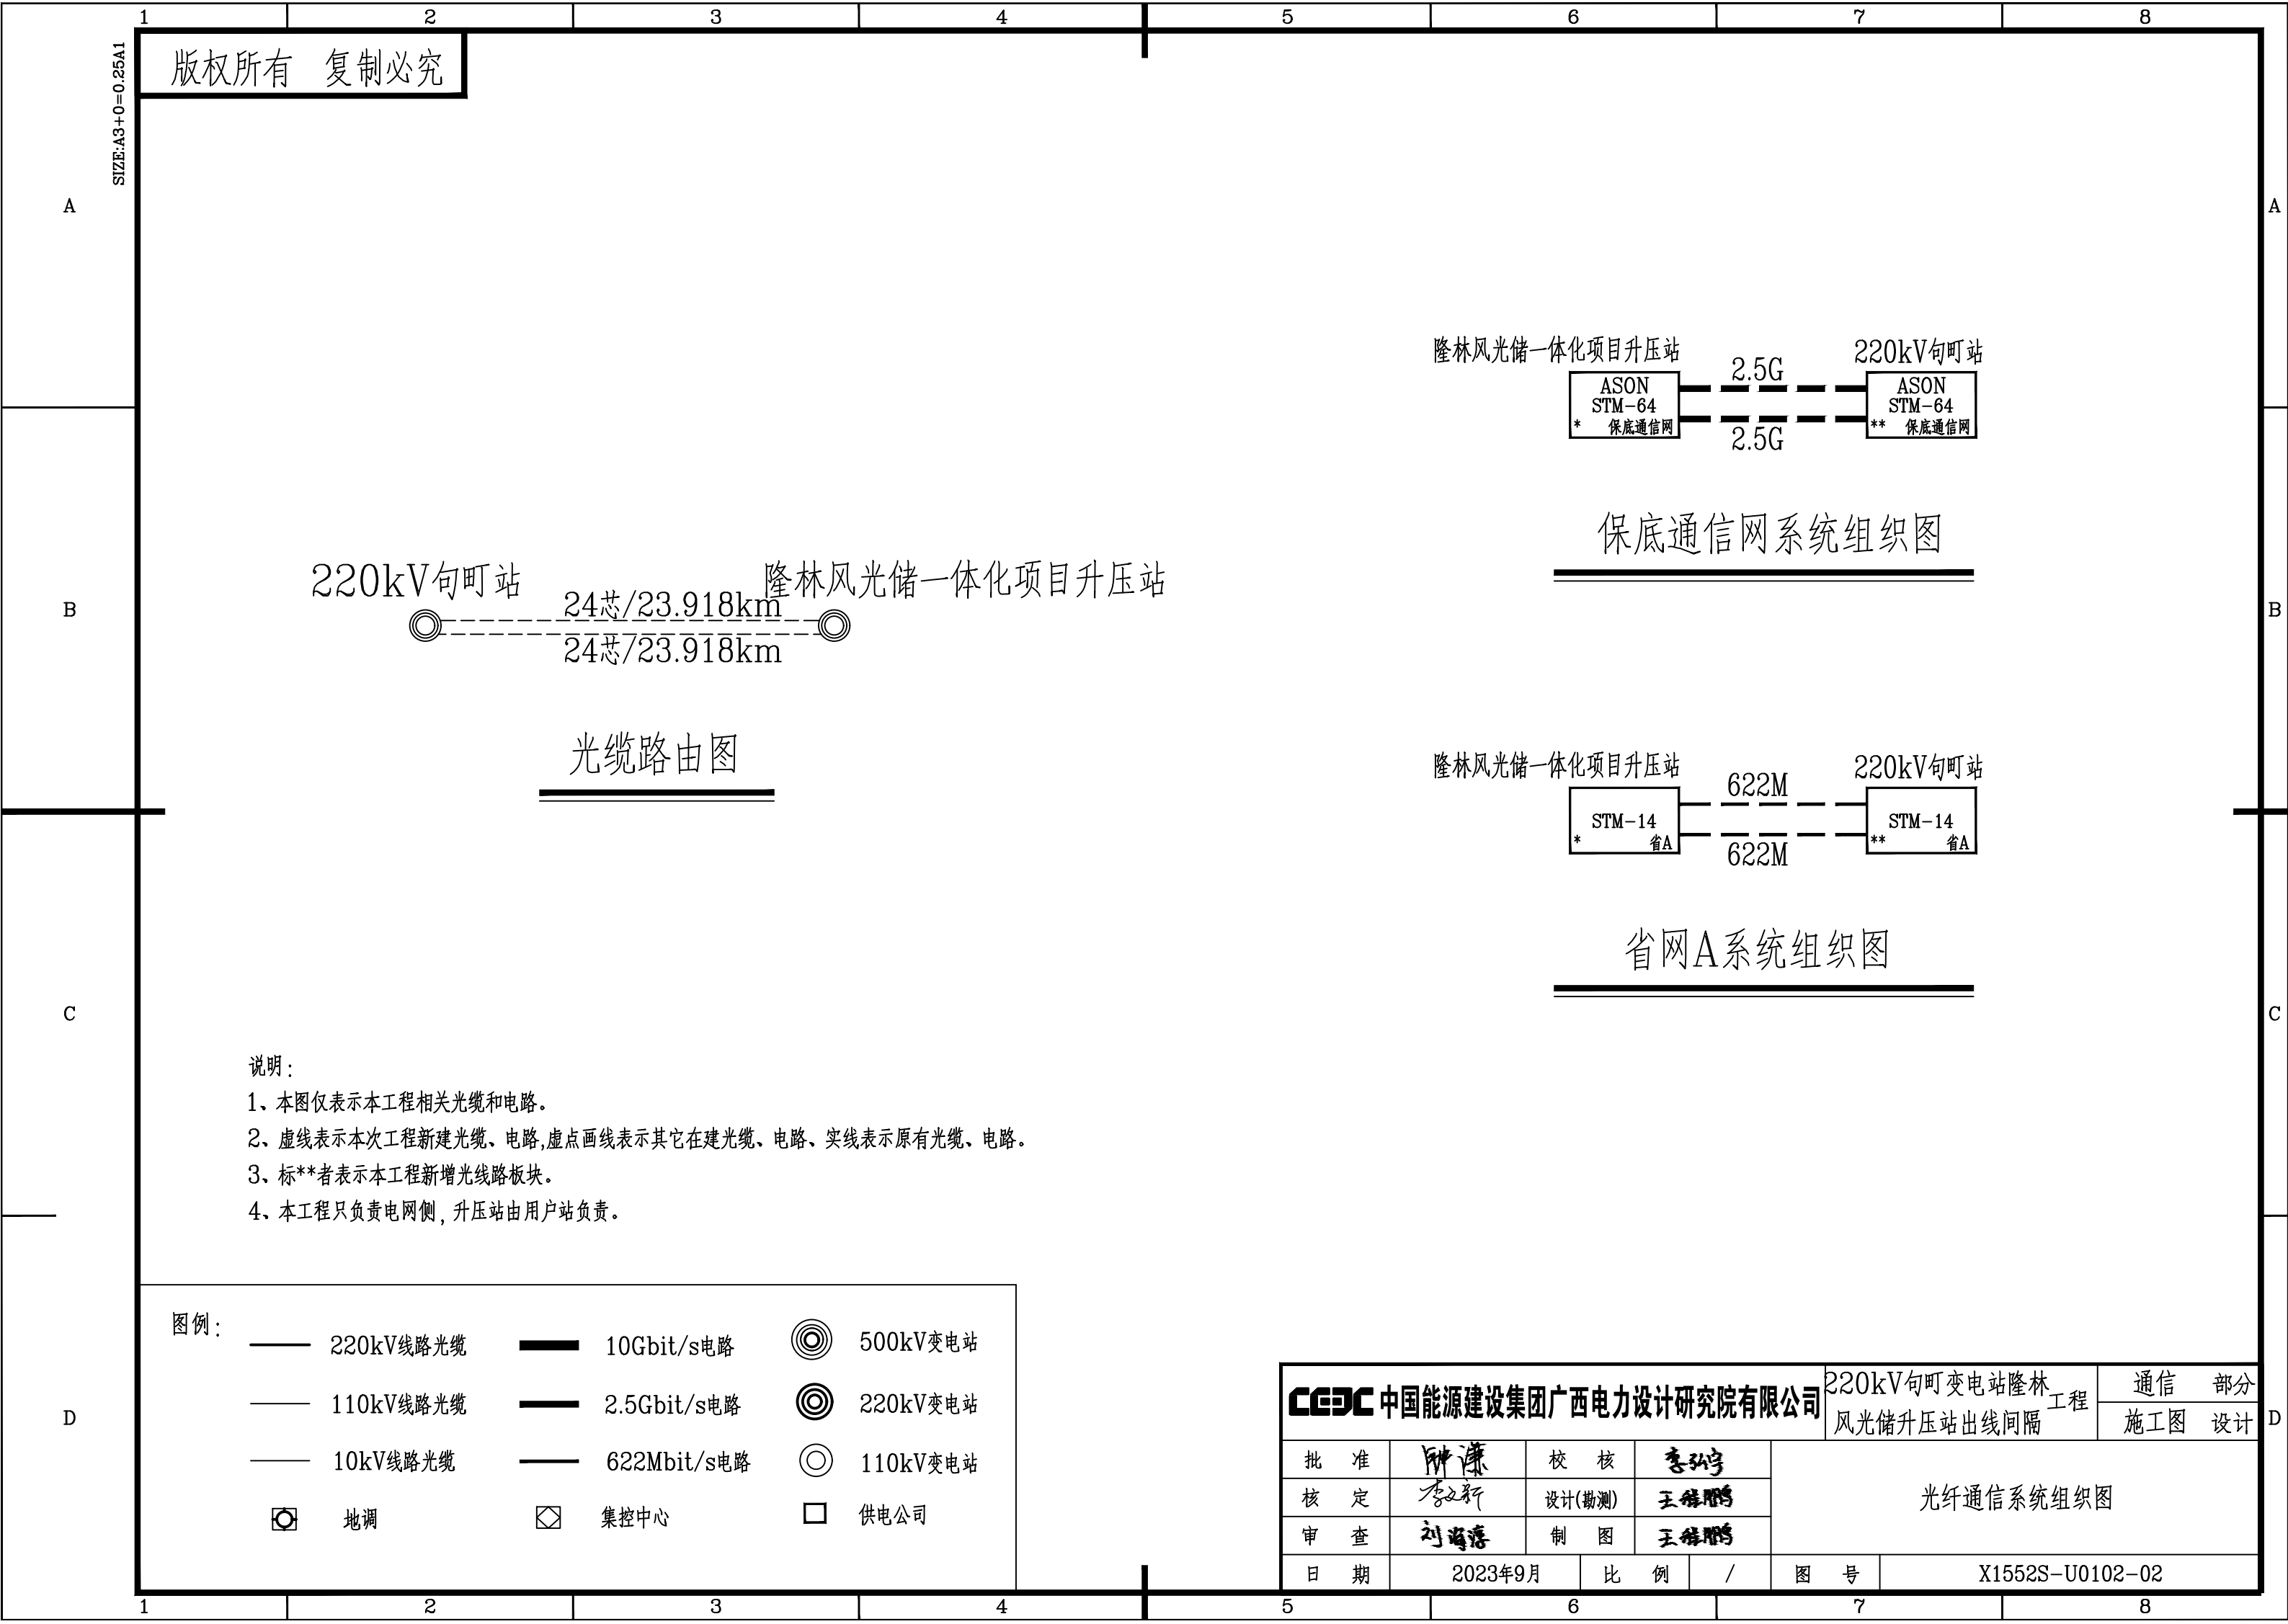 1 2 3 4 5 6 7 8
SIZE:A3+0=0.25A1
版权所有 复制必究
A A
隆林风光储一体化项目升压站 220kV句町站
2.5G
ASON ASON
STM-64 STM-64
* 保底通信网 ** 保底通信网
2.5G
保底通信网系统组织图
220kV句町站 隆林风光储一体化项目升压站
24芯/23.918km
24芯/23.918km
B B
光缆路由图
隆林风光储一体化项目升压站 220kV句町站
622M
STM-14 STM-14
* 省A ** 省A
622M
省网A系统组织图
C C
说明：
1、本图仅表示本工程相关光缆和电路。
2、虚线表示本次工程新建光缆、电路,虚点画线表示其它在建光缆、电路、实线表示原有光缆、电路。
3、标**者表示本工程新增光线路板块。
4、本工程只负责电网侧，升压站由用户站负责。
图例：
220kV线路光缆 10Gbit/s电路 500kV变电站
110kV线路光缆 2.5Gbit/s电路 220kV变电站
10kV线路光缆 622Mbit/s电路 110kV变电站
地调 集控中心 供电公司
D D
CEDC 中国能源建设集团广西电力设计研究院有限公司
220kV句町变电站隆林
风光储升压站出线间隔
工程
通信 部分
施工图 设计
批 准 校 核 李弘宇
核 定 设计(勘测)
审 查 制 图
光纤通信系统组织图
日 期 2023年9月 比 例 / 图 号 X1552S-U0102-02
1 2 3 4 5 6 7 8